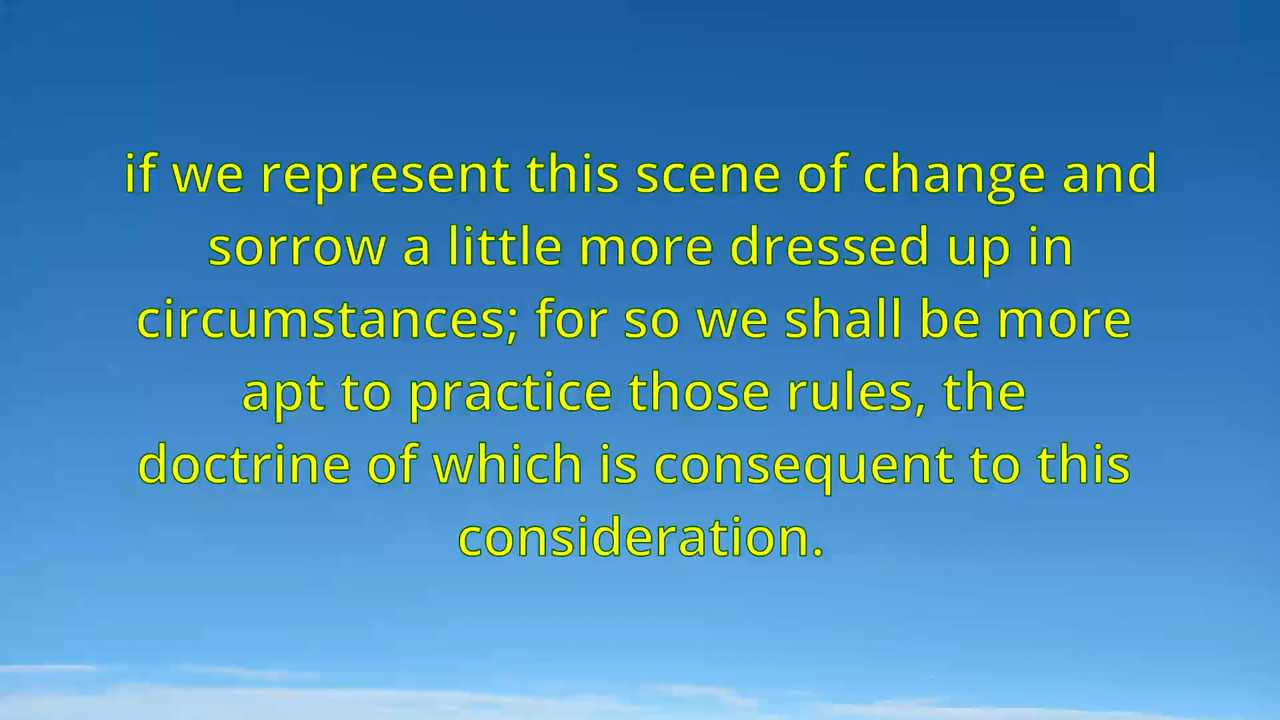 if we represent this scene of change and
sorrow a little more dressed up in
circumstances; for so we shall be more
apt to practice those rules, the
doctrine of which is consequent to this
consideration.